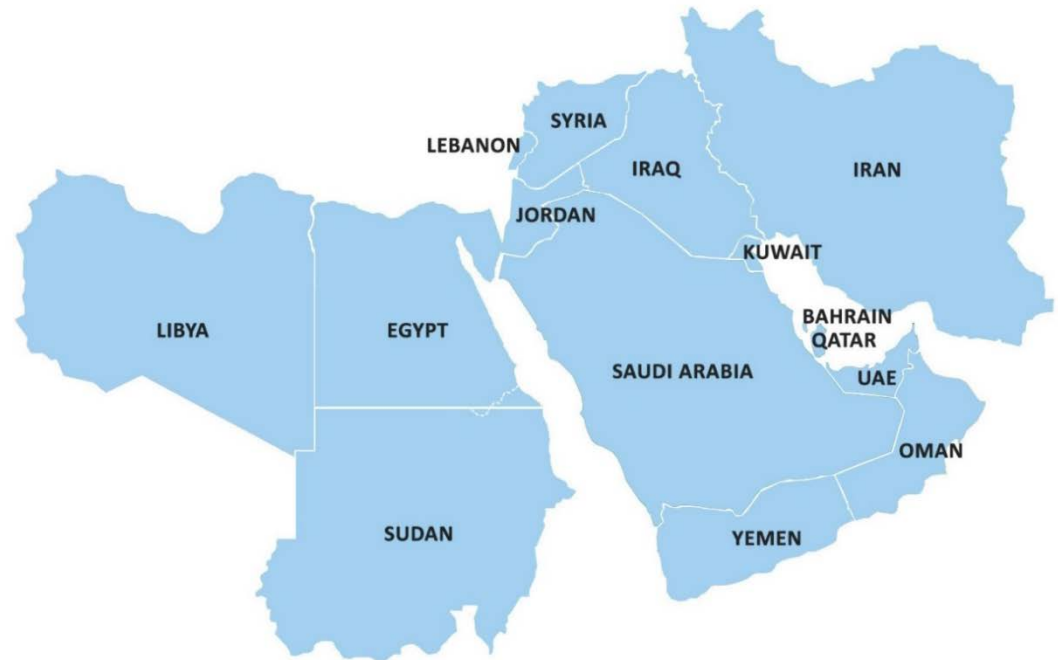 SYRIA
LEBANON
IRAQ
IRAN
JORDAN
KUWAIT
BAHRAIN
QATAR
LIBYA
EGYPT
SAUDI ARABIA
UAE
OMAN
SUDAN
YEMEN